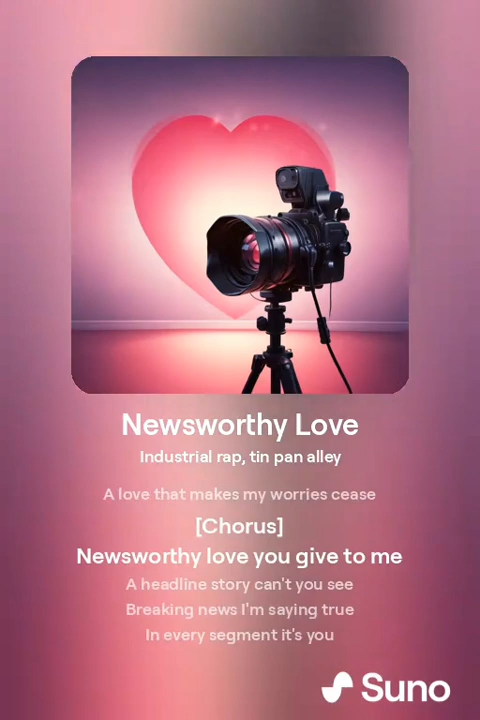 Newsworthy Love
Industrial rap, tin pan alley
A love that makes my worries cease
[Chorus]
Newsworthy love you give to me
A headline story can't you see
Breaking news I'm saying true
In every segment it's you
Suno